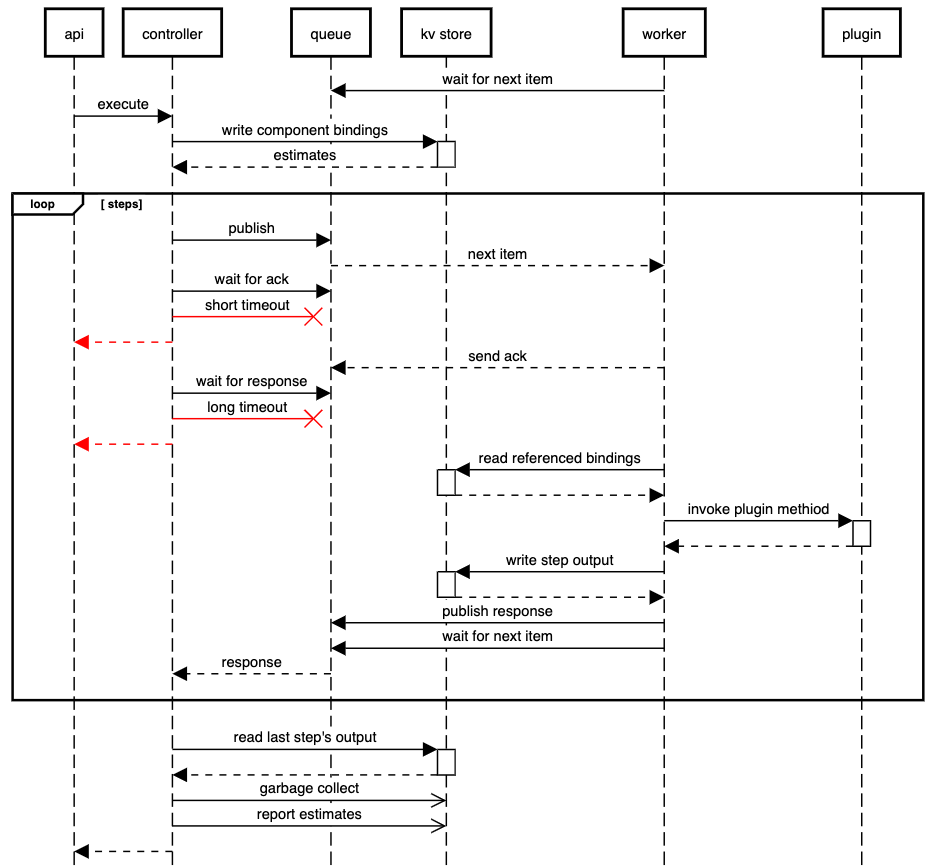 api
controller
queue
kv store
worker
plugin
wait for next item
execute
write component bindings
estimates
loop
[ steps]
publish
next item
wait for ack
short timeout
send ack
wait for response
long timeout
read referenced bindings
invoke plugin methiod
write step output
publish response
wait for next item
response
read last step's output
garbage collect
report estimates